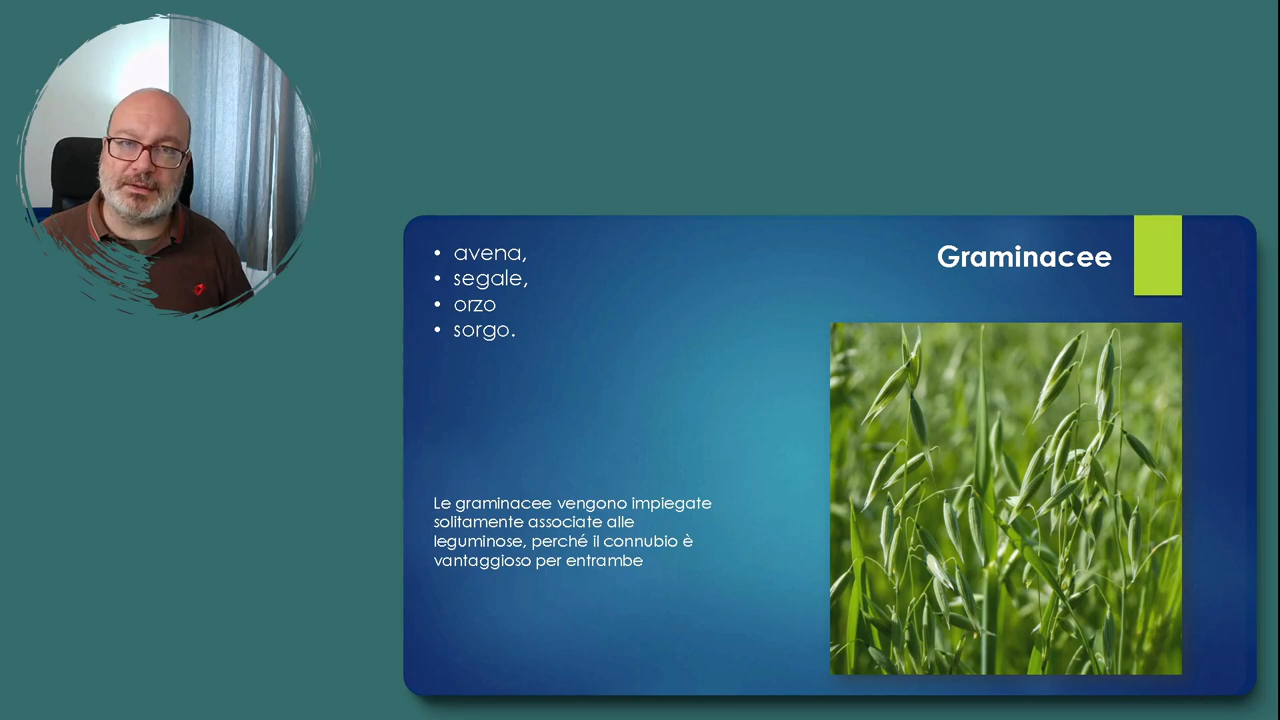 Graminacee
• avena,
• segale,
• orzo
• sorgo.
Le graminacee vengono impiegate
solitamente associate alle
leguminose, perché il connubio è
vantaggioso per entrambe